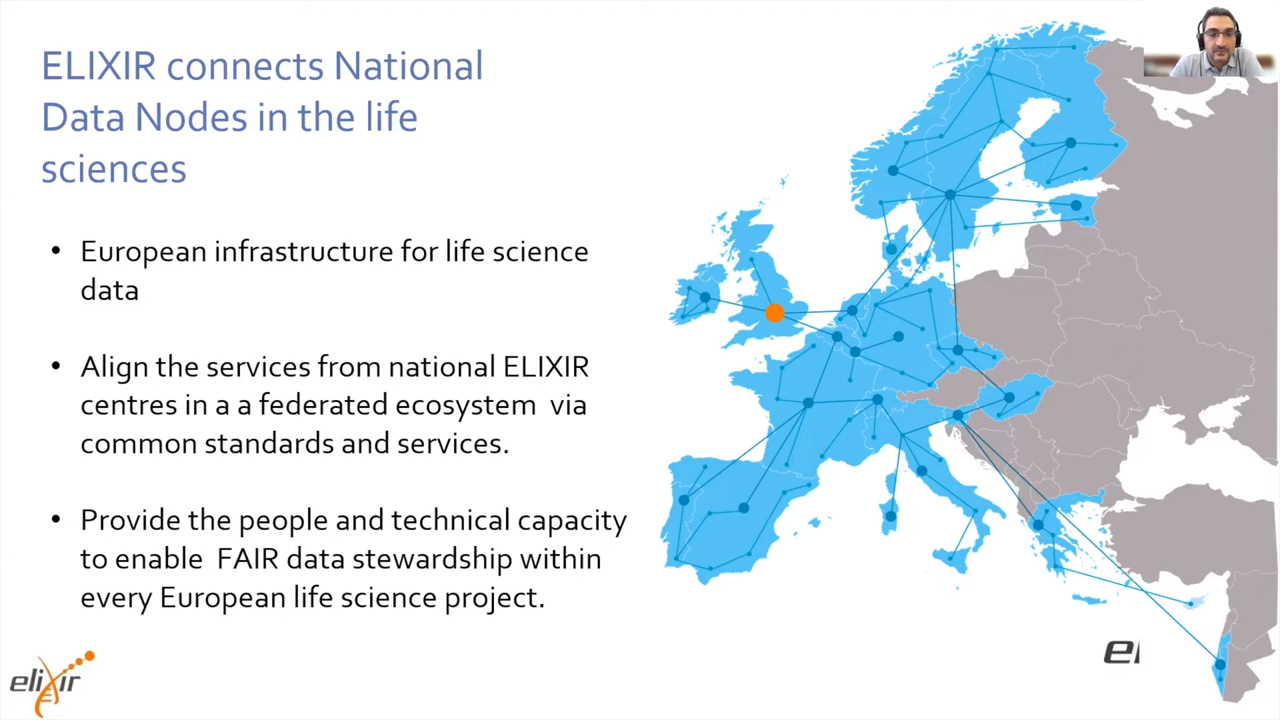 ELIXIR connects National
Data Nodes in the life
sciences
• European infrastructure for life science
data
• Align the services from national ELIXIR
centres in a a federated ecosystem via
common standards and services.
• Provide the people and technical capacity
to enable FAIR data stewardship within
every European life science project.
elixir
el